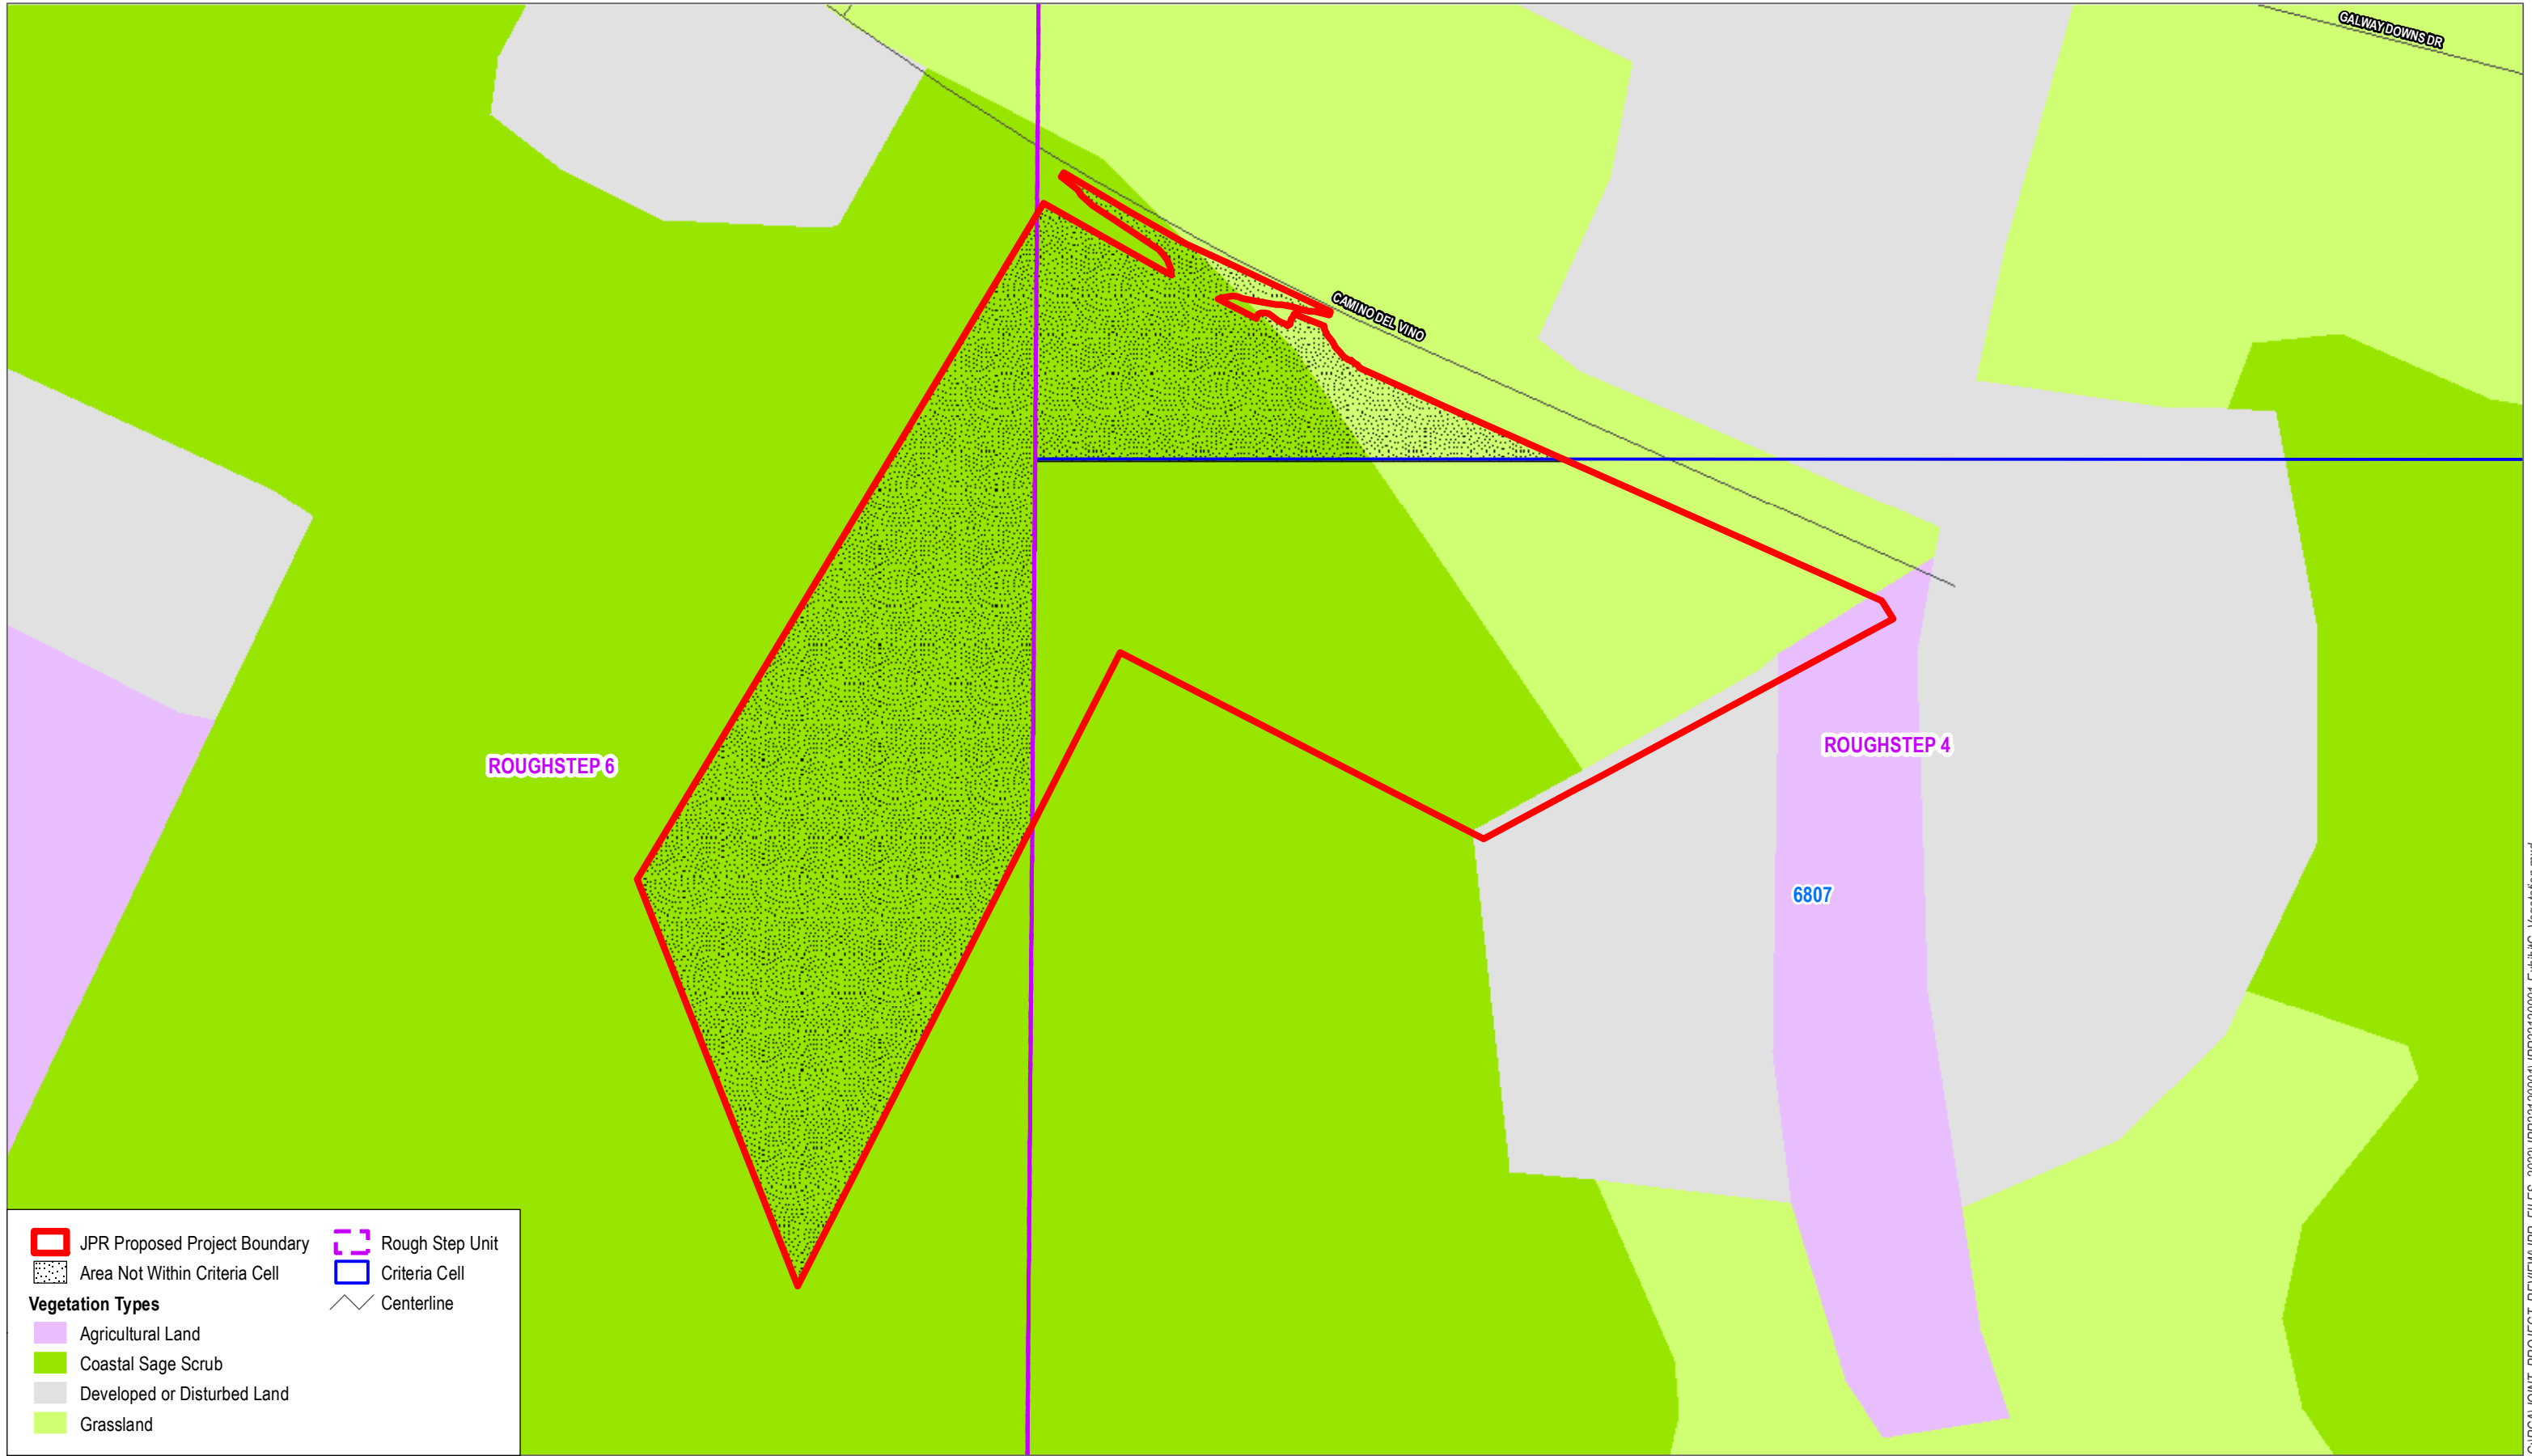 GALWAY DOWNS DR
CAMINO DEL VINO
ROUGHSTEP 6
ROUGHSTEP 4
6807
JPR Proposed Project Boundary
Area Not Within Criteria Cell
Vegetation Types
Agricultural Land
Coastal Sage Scrub
Developed or Disturbed Land
Grassland
Rough Step Unit
Criteria Cell
Centerline